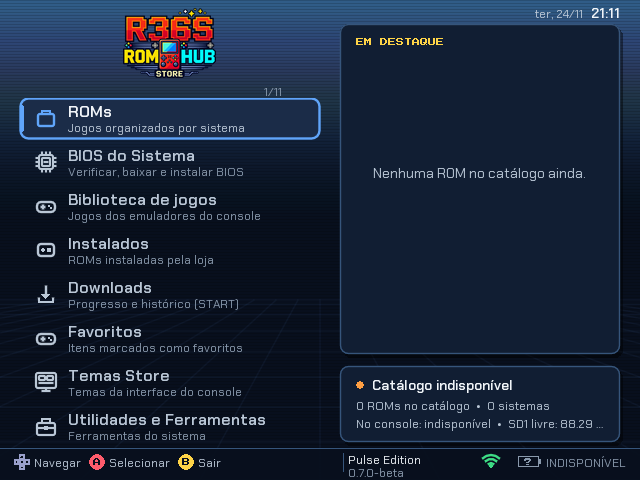 R36S
ROM HUB
STORE
ter, 24/11 21:11
1/11
ROMs
Jogos organizados por sistema
BIOS do Sistema
Verificar, baixar e instalar BIOS
Biblioteca de jogos
Jogos dos emuladores do console
Instalados
ROMs instaladas pela loja
Downloads
Progresso e histórico (START)
Favoritos
Itens marcados como favoritos
Temas Store
Temas da interface do console
Utilidades e Ferramentas
Ferramentas do sistema
EM DESTAQUE
Nenhuma ROM no catálogo ainda.
Catálogo indisponível
0 ROMs no catálogo • 0 sistemas
No console: indisponível • SD1 livre: 88.29 ...
Navegar A Selecionar B Sair
Pulse Edition
0.7.0-beta
? INDISPONÍVEL